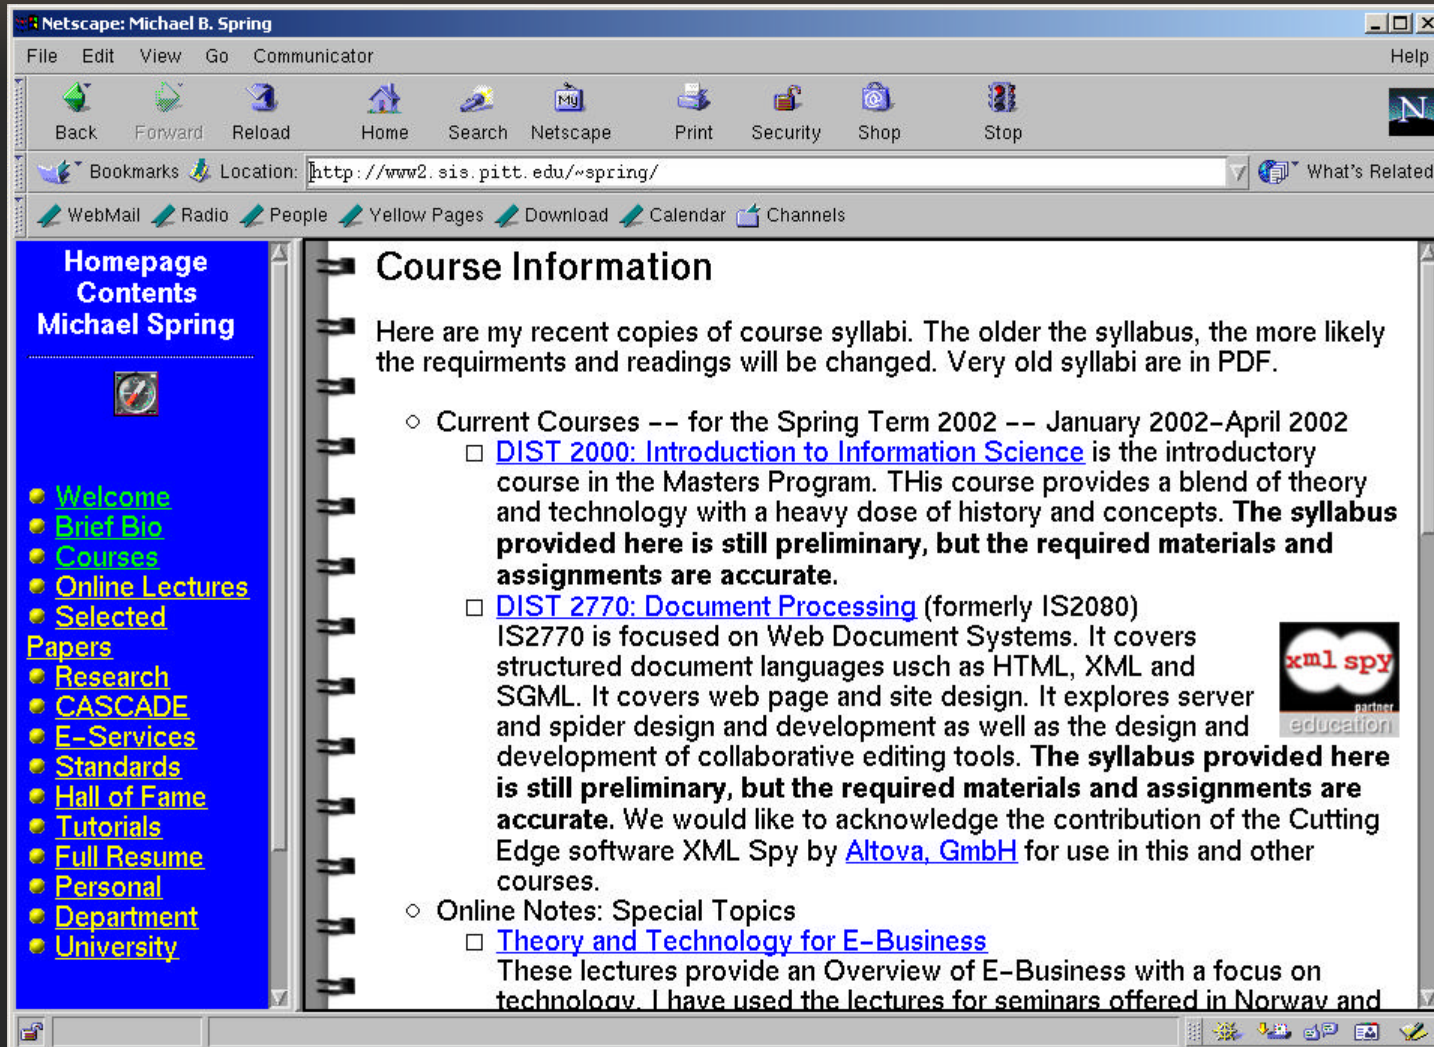 Netscape: Michael B. Spring
File Edit View Go Communicator Help
Back Forward Reload Home Search Netscape Print Security Shop Stop
My
N
Bookmarks Location: http://www2.sis.pitt.edu/~spring/ What's Related
WebMail Radio People Yellow Pages Download Calendar Channels
Homepage
Contents
Michael Spring
Welcome
Brief Bio
Courses
Online Lectures
Selected
Papers
Research
CASCADE
E-Services
Standards
Hall of Fame
Tutorials
Full Resume
Personal
Department
University
Course Information
Here are my recent copies of course syllabi. The older the syllabus, the more likely
the requirments and readings will be changed. Very old syllabi are in PDF.
Current Courses -- for the Spring Term 2002 -- January 2002-April 2002
DIST 2000: Introduction to Information Science is the introductory
course in the Masters Program. THis course provides a blend of theory
and technology with a heavy dose of history and concepts. The syllabus
provided here is still preliminary, but the required materials and
assignments are accurate.
DIST 2770: Document Processing (formerly IS2080)
IS2770 is focused on Web Document Systems. It covers
structured document languages usch as HTML, XML and
SGML. It covers web page and site design. It explores server
and spider design and development as well as the design and
development of collaborative editing tools. The syllabus provided here
is still preliminary, but the required materials and assignments are
accurate. We would like to acknowledge the contribution of the Cutting
Edge software XML Spy by Altova, GmbH for use in this and other
courses.
xml spy
partner
education
Online Notes: Special Topics
Theory and Technology for E-Business
These lectures provide an Overview of E-Business with a focus on
technology. I have used the lectures for seminars offered in Norway and